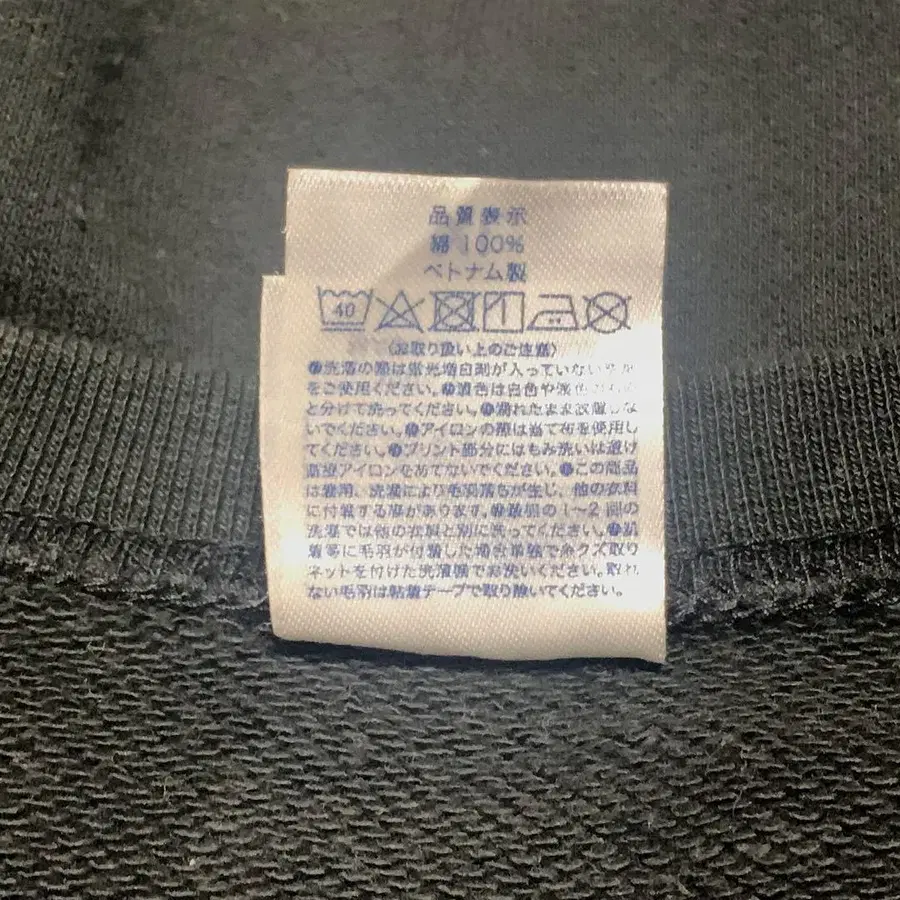 品質表示
綿 100%
ベトナム製
40
(お取り扱い上のご注意)
●洗濯の際は蛍光増白剤が入っていない
をご使用ください。●濃色は白色や淡色のもの
と分けて洗ってください。●濡れたまま放置しな
いでください。●アイロンの際は当て布を使用し
てください。●プリント部分にはもみ洗いは避け
直接アイロンをあてないでください。●この商品
は着用、洗濯により毛羽落ちが生じ、他の衣料
に付着する事があります。●最初の1〜2回の
洗濯では他の衣類と別に洗ってください。●肌
着等に毛羽が付着した場合単独で糸クズ取り
ネットを付けた洗濯機でお洗いください。取れ
ない毛羽は粘着テープで取り除いてください。